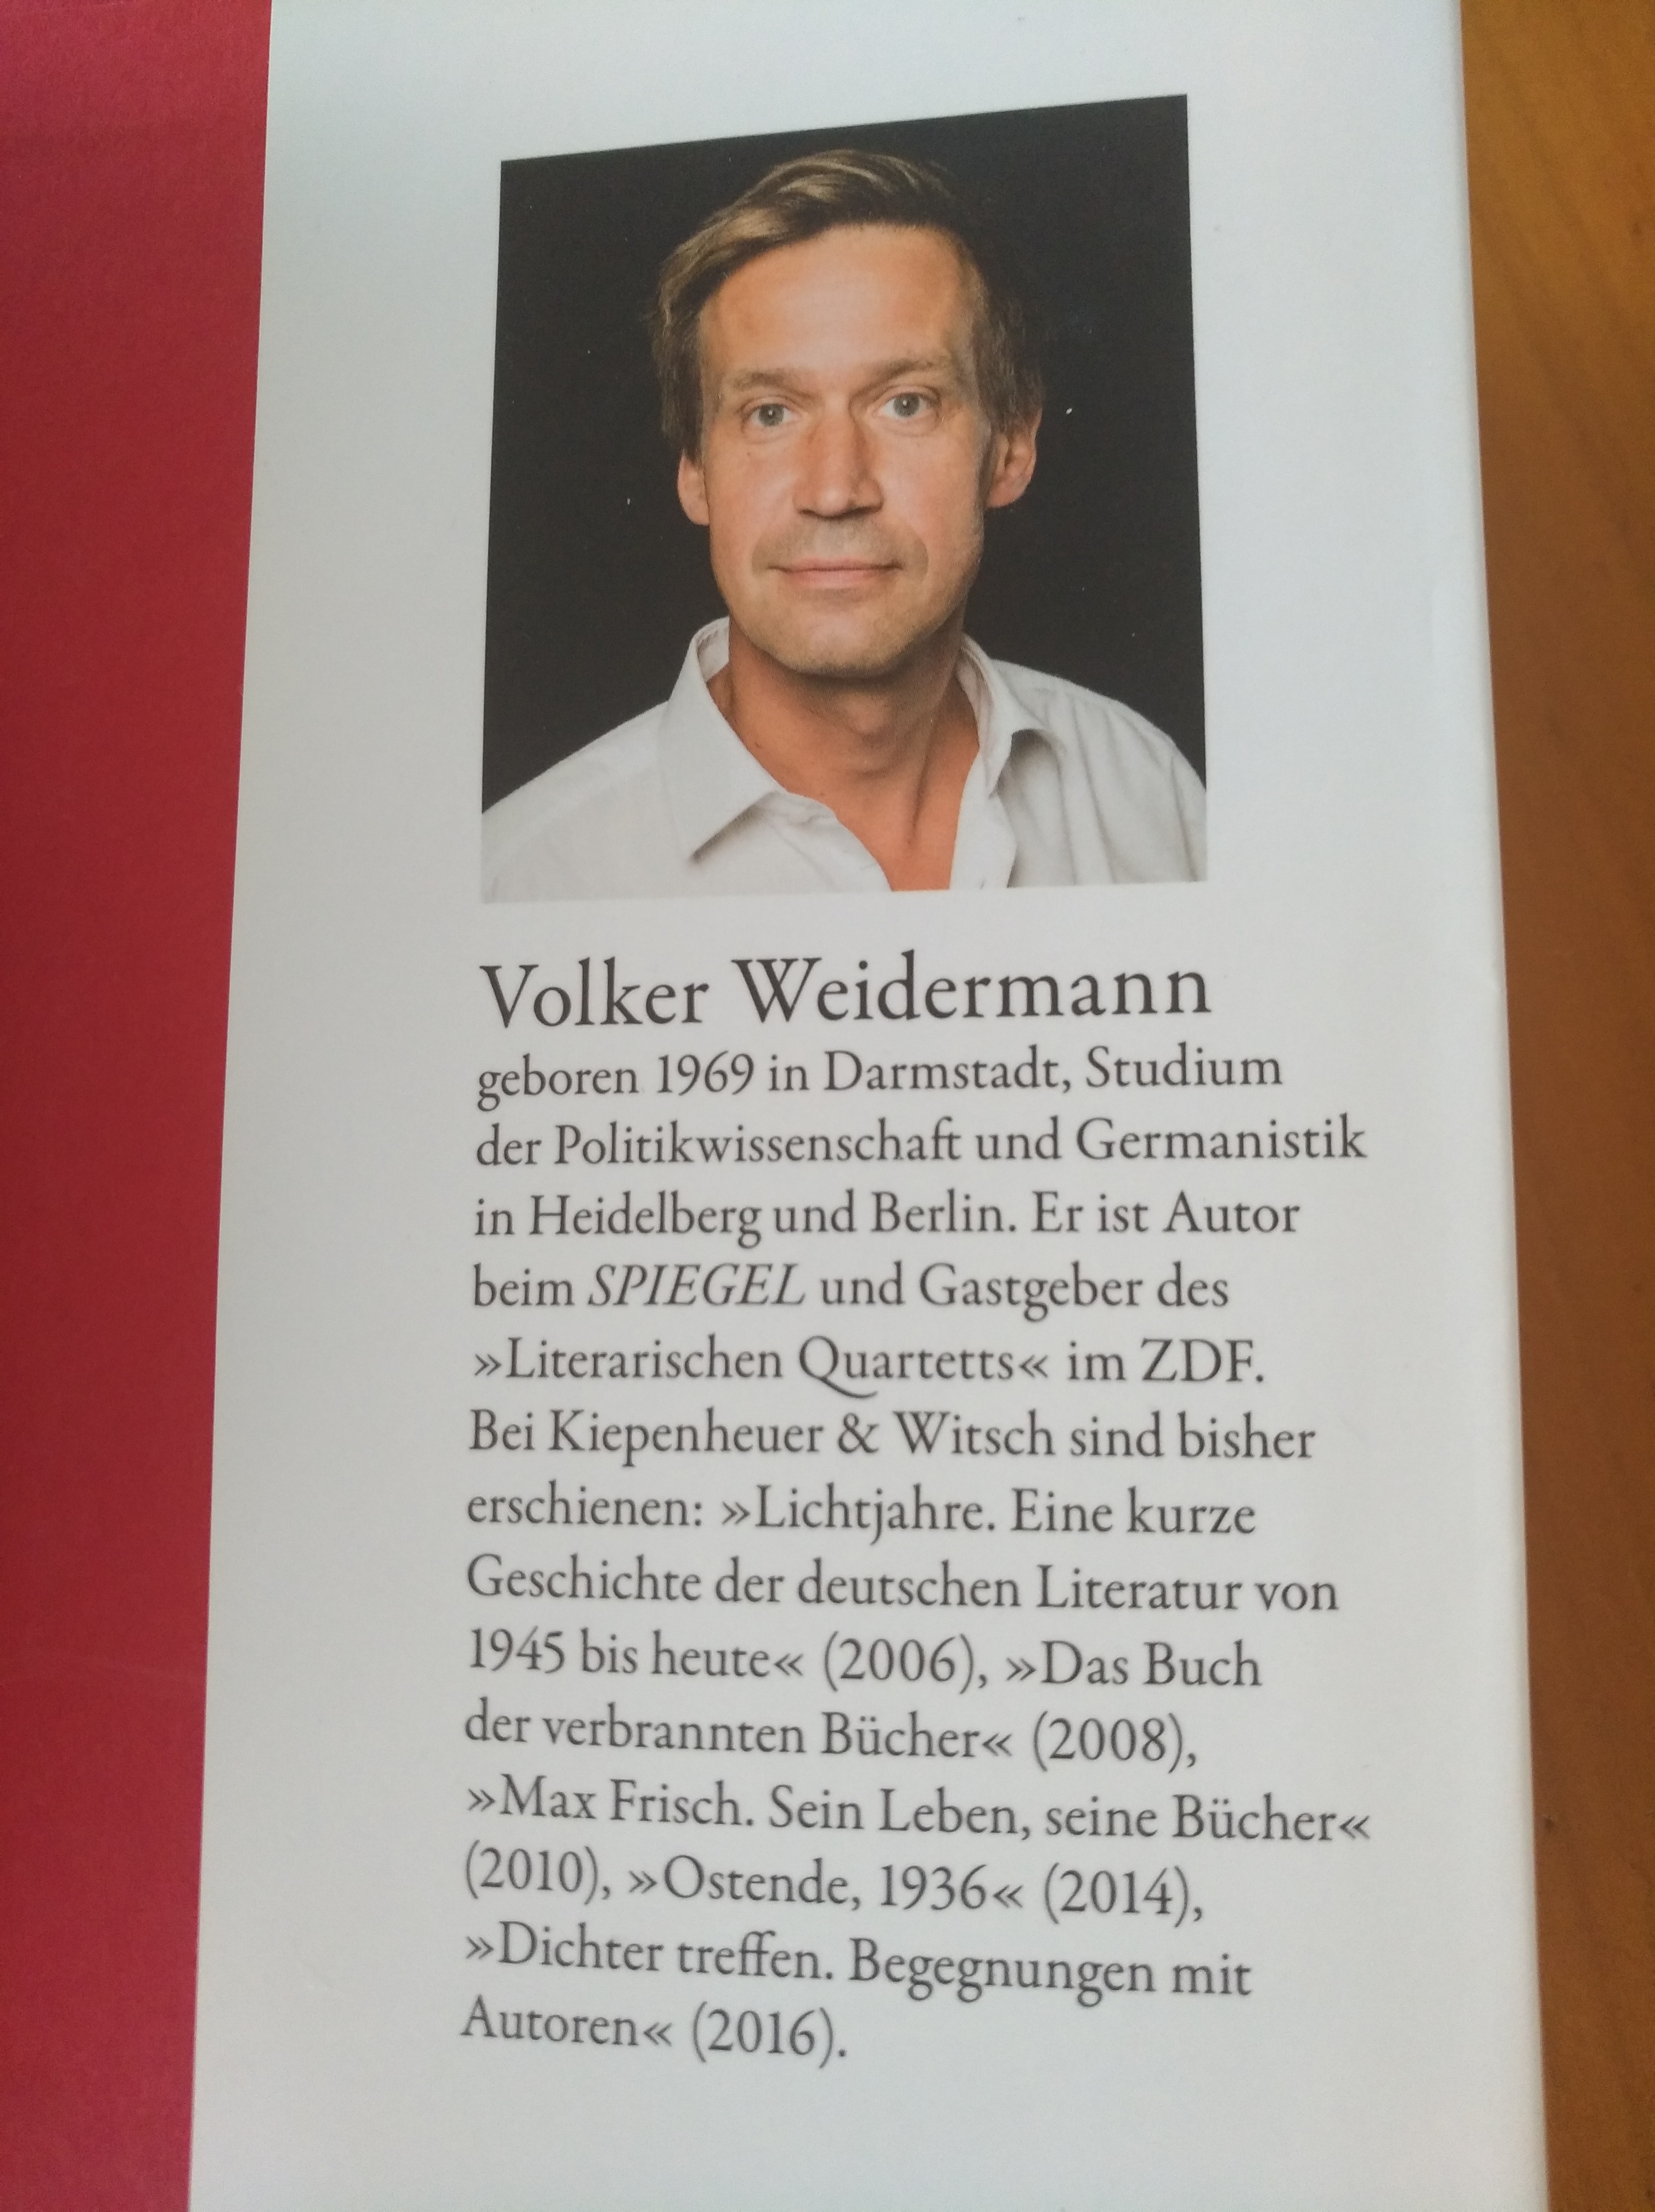 Volker Weidermann
geboren 1969 in Darmstadt, Studium
der Politikwissenschaft und Germanistik
in Heidelberg und Berlin. Er ist Autor
beim SPIEGEL und Gastgeber des
»Literarischen Quartetts« im ZDF.
Bei Kiepenheuer & Witsch sind bisher
erschienen: »Lichtjahre. Eine kurze
Geschichte der deutschen Literatur von
1945 bis heute« (2006), »Das Buch
der verbrannten Bücher« (2008),
»Max Frisch. Sein Leben, seine Bücher«
(2010), »Ostende, 1936« (2014),
»Dichter treffen. Begegnungen mit
Autoren« (2016).